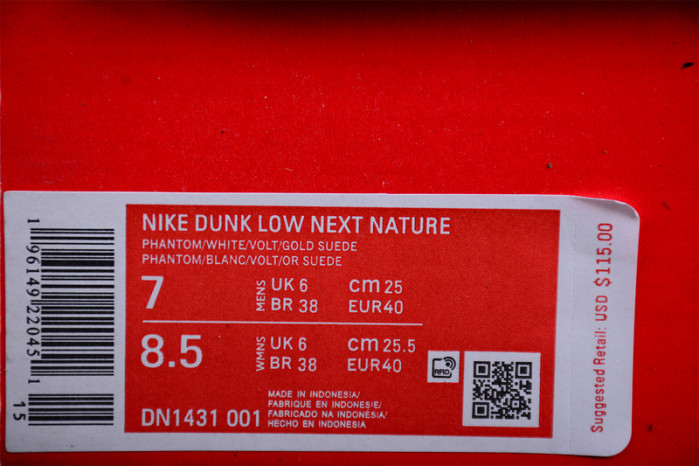 NIKE DUNK LOW NEXT NATURE
PHANTOM/WHITE/VOLT/GOLD SUEDE
PHANTOM/BLANC/VOLT/OR SUEDE
7 MENS UK 6 cm 25
BR 38 EUR40
8.5 WMNS UK 6 cm 25.5
BR 38 EUR40
RFID
DN1431 001
MADE IN INDONESIA/
FABRIQUE EN INDONESIE/
FABRICADO NA INDONÉSIA/
HECHO EN INDONESIA
1 96149 22045 1
15
Suggested Retail: USD $115.00